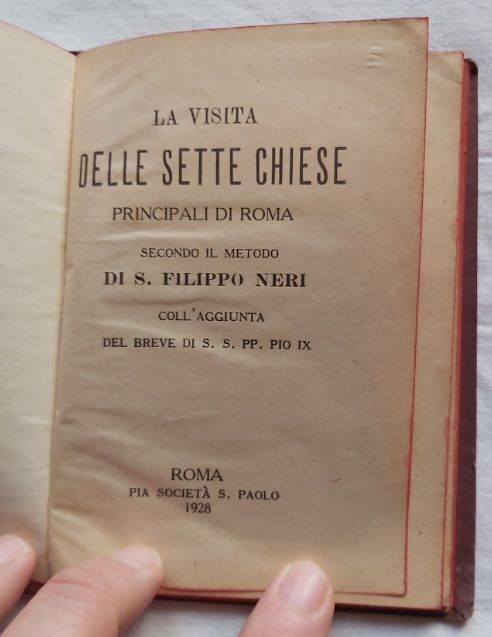 LA VISITA
DELLE SETTE CHIESE
PRINCIPALI DI ROMA
SECONDO IL METODO
DI S. FILIPPO NERI
COLL'AGGIUNTA
DEL BREVE DI S. S. PP. PIO IX
ROMA
PIA SOCIETÀ S. PAOLO
1928